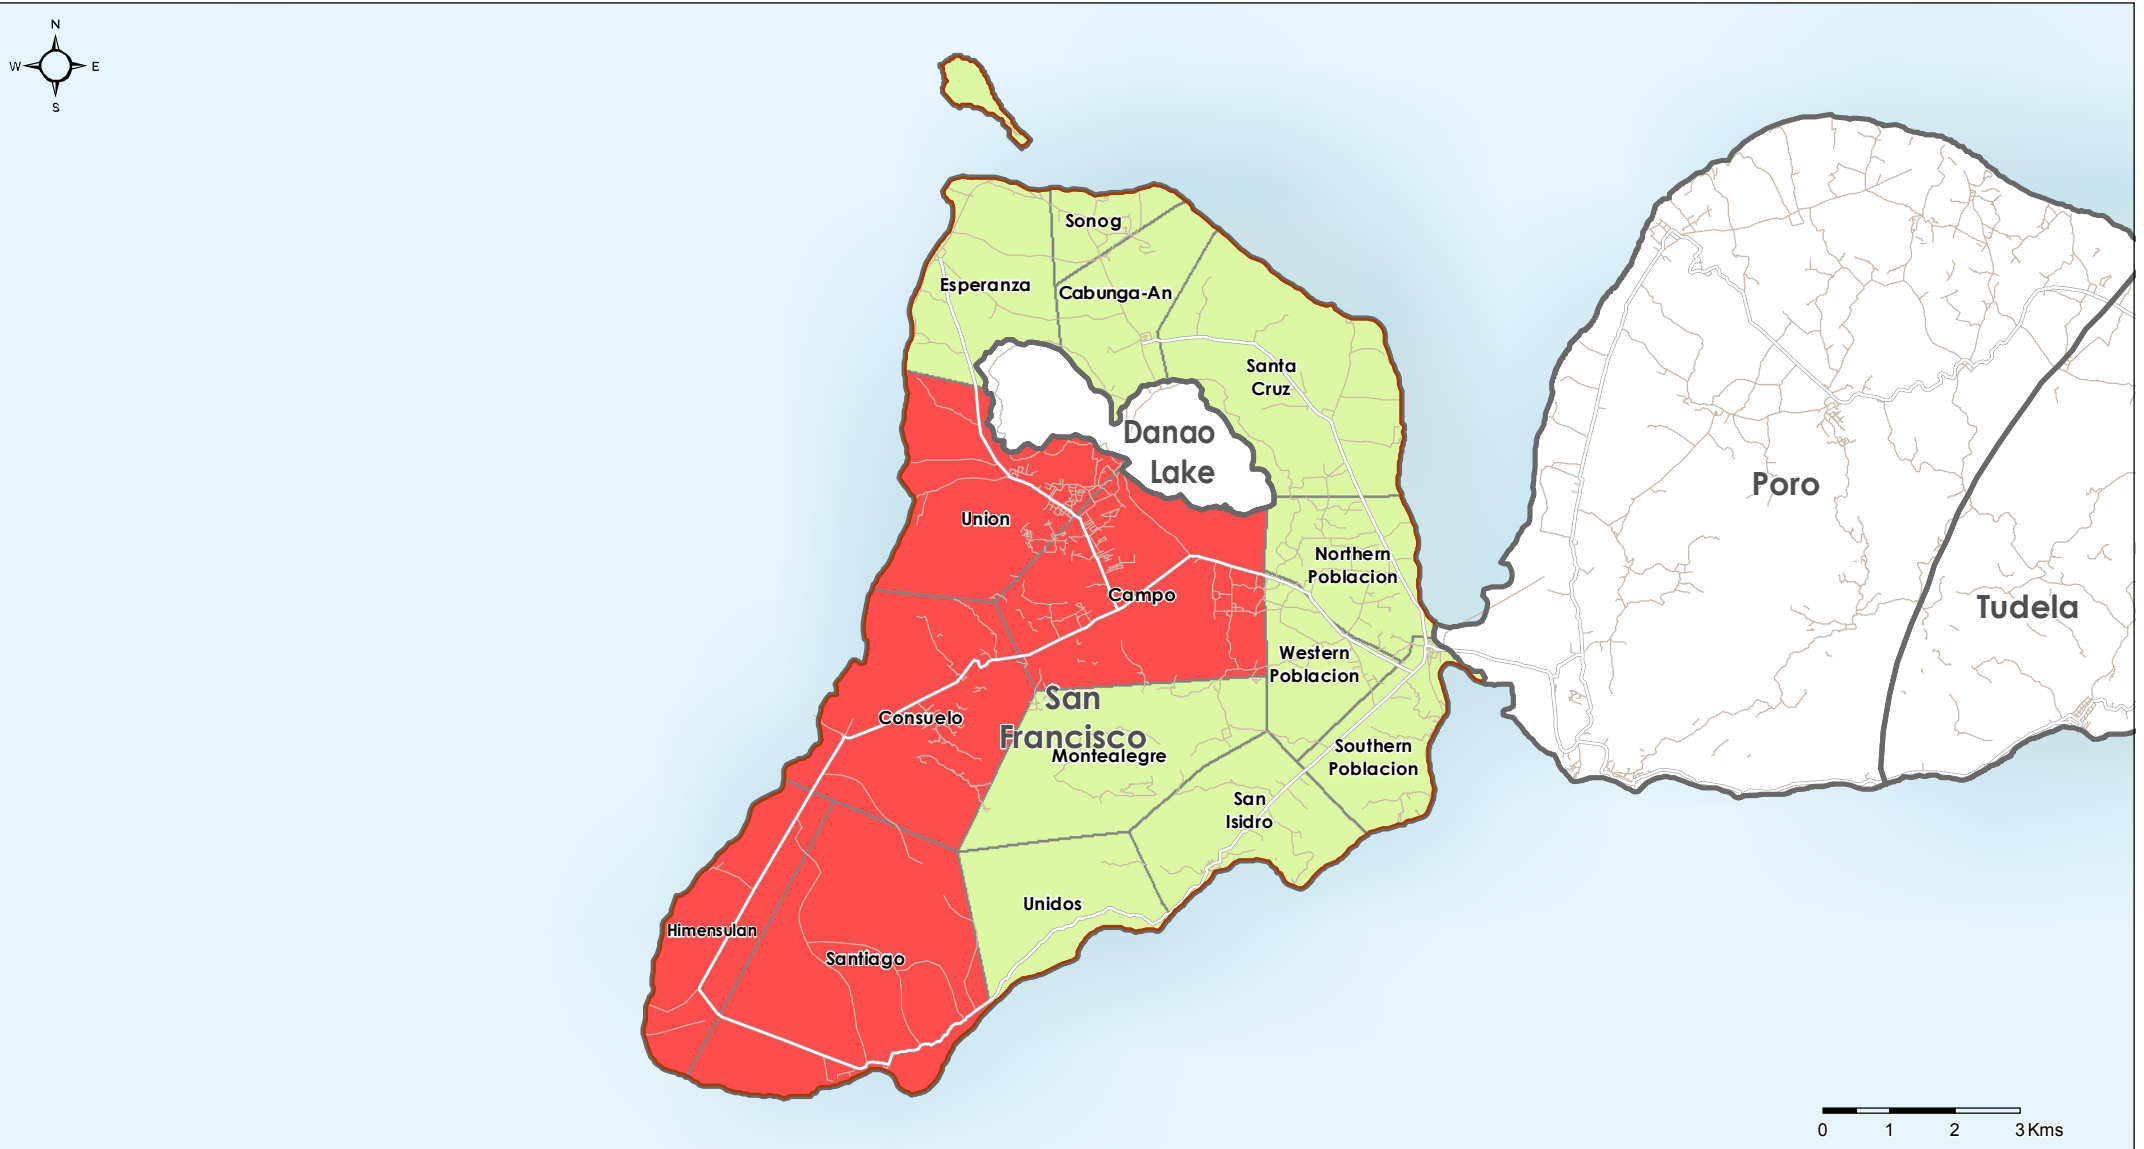 N
W E
S
Sonog
Esperanza
Cabunga-An
Santa
Cruz
Danao
Lake
Poro
Union
Northern
Poblacion
Campo
Tudela
Western
Poblacion
San
Francisco
Consuelo
Montealegre
Southern
Poblacion
San
Isidro
Unidos
Himensulan
Santiago
0 1 2 3 Kms